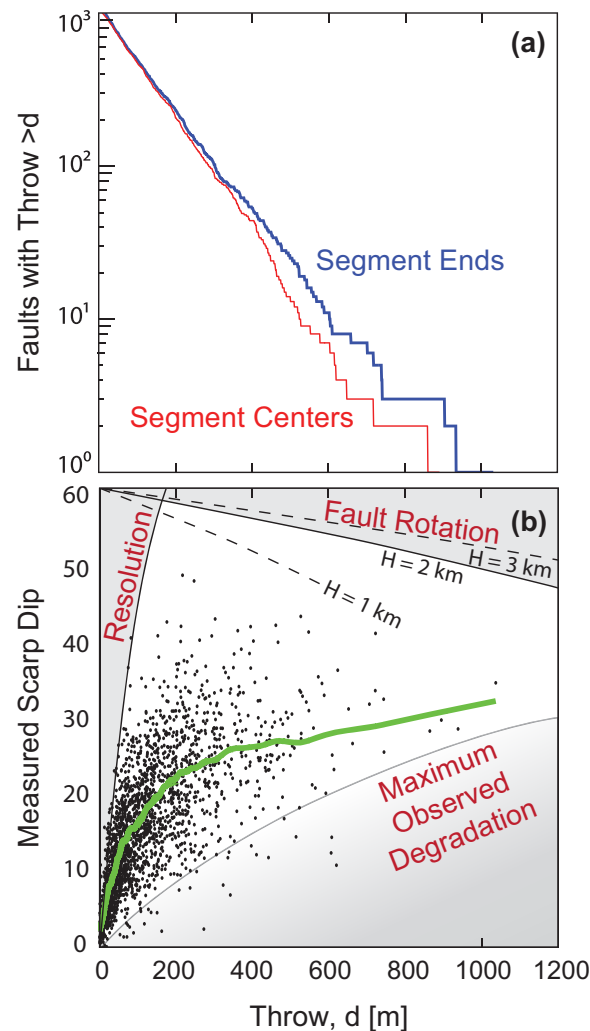 10³
(a)
Faults with Throw >d
10²
Segment Ends
10¹
Segment Centers
10⁰
60
(b)
Fault Rotation
H = 3 km
H = 2 km
H = 1 km
Resolution
50
Measured Scarp Dip
40
30
20
Maximum
Observed
Degradation
10
0
0 200 400 600 800 1000 1200
Throw, d [m]